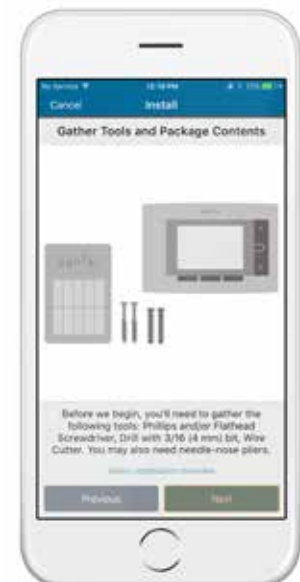 No Service
Cancel
Install
Gather Tools and Package Contents
Before we begin, you'll need to gather the
following tools: Phillips and/or Flathead
Screwdriver, Drill with 3/16 (4 mm) bit, Wire
Cutter. You may also need needle-nose pliers.
Previous
Next